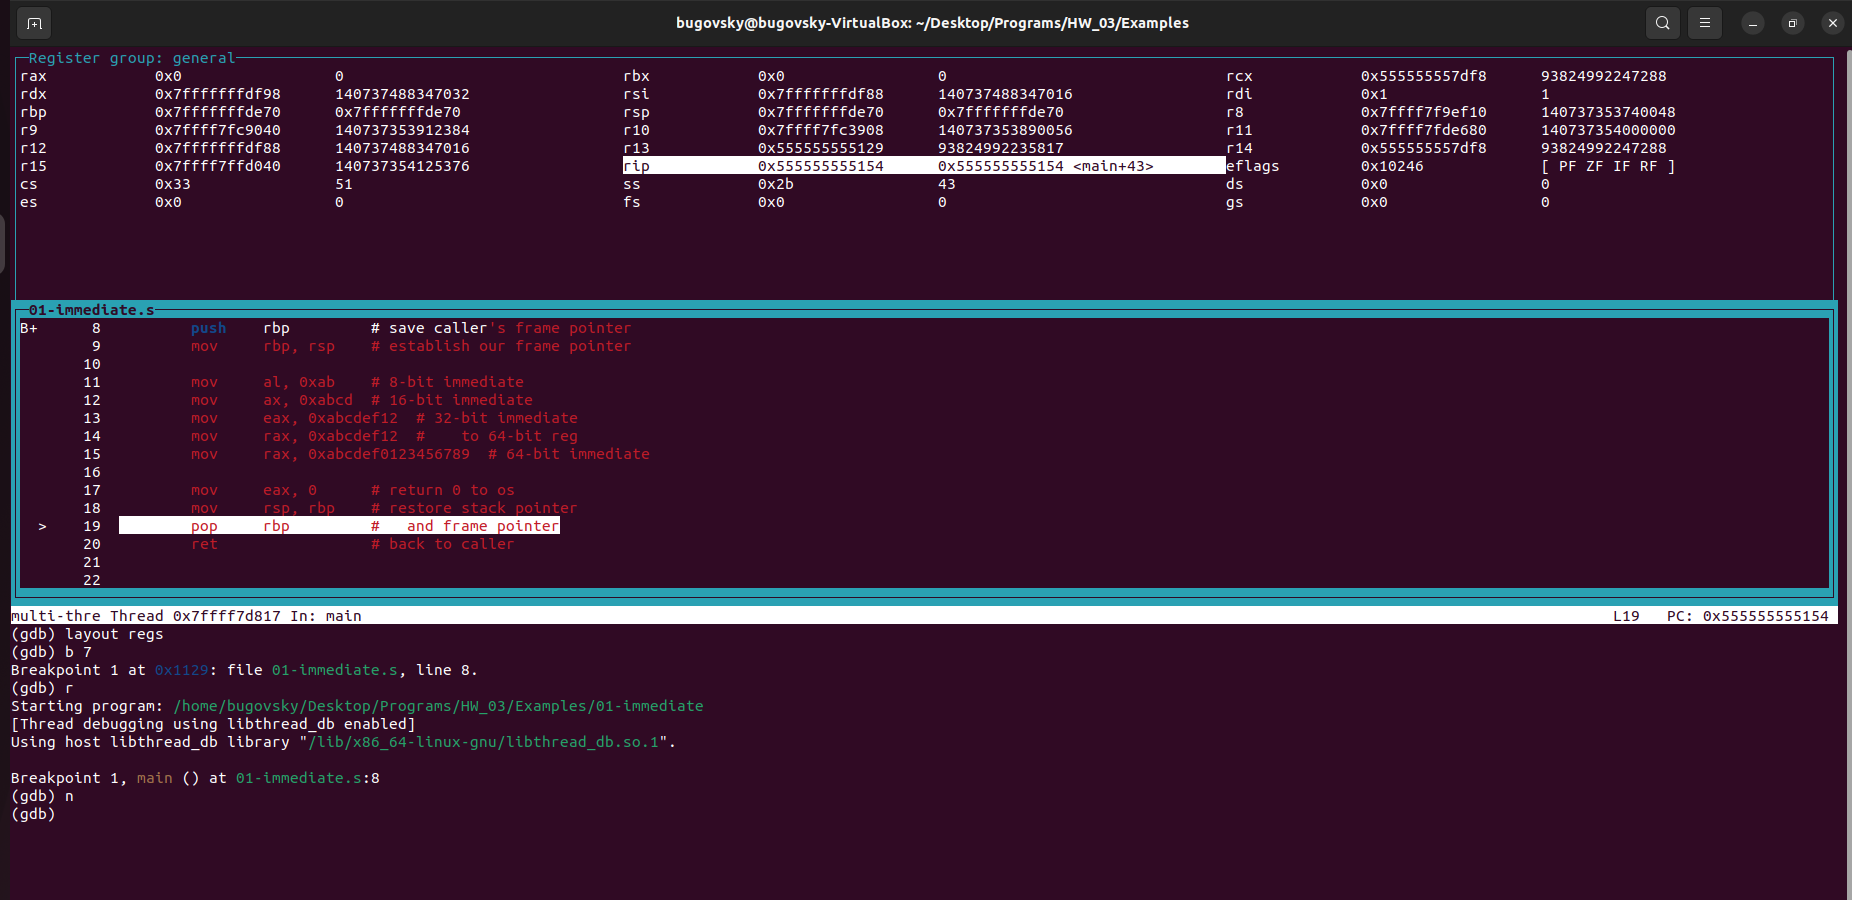 bugovsky@bugovsky-VirtualBox: ~/Desktop/Programs/HW_03/Examples
Register group: general
rax 0x0 0 rbx 0x0 0 rcx 0x555555557df8 93824992247288
rdx 0x7fffffffdf98 140737488347032 rsi 0x7fffffffdf88 140737488347016 rdi 0x1 1
rbp 0x7fffffffde70 0x7fffffffde70 rsp 0x7fffffffde70 0x7fffffffde70 r8 0x7ffff7f9ef10 140737353740048
r9 0x7ffff7fc9040 140737353912384 r10 0x7ffff7fc3908 140737353890056 r11 0x7ffff7fde680 140737354000000
r12 0x7fffffffdf88 140737488347016 r13 0x555555555129 93824992235817 r14 0x555555557df8 93824992247288
r15 0x7ffff7ffd040 140737354125376 rip 0x555555555154 0x555555555154 <main+43> eflags 0x10246 [ PF ZF IF RF ]
cs 0x33 51 ss 0x2b 43 ds 0x0 0
es 0x0 0 fs 0x0 0 gs 0x0 0
01-immediate.s
B+ 8 push rbp # save caller's frame pointer
9 mov rbp, rsp # establish our frame pointer
10
11 mov al, 0xab # 8-bit immediate
12 mov ax, 0xabcd # 16-bit immediate
13 mov eax, 0xabcdef12 # 32-bit immediate
14 mov rax, 0xabcdef12 # to 64-bit reg
15 mov rax, 0xabcdef0123456789 # 64-bit immediate
16
17 mov eax, 0 # return 0 to os
18 mov rsp, rbp # restore stack pointer
> 19 pop rbp # and frame pointer
20 ret # back to caller
21
22
multi-thre Thread 0x7ffff7d817 In: main L19 PC: 0x555555555154
(gdb) layout regs
(gdb) b 7
Breakpoint 1 at 0x1129: file 01-immediate.s, line 8.
(gdb) r
Starting program: /home/bugovsky/Desktop/Programs/HW_03/Examples/01-immediate
[Thread debugging using libthread_db enabled]
Using host libthread_db library "/lib/x86_64-linux-gnu/libthread_db.so.1".
Breakpoint 1, main () at 01-immediate.s:8
(gdb) n
(gdb)